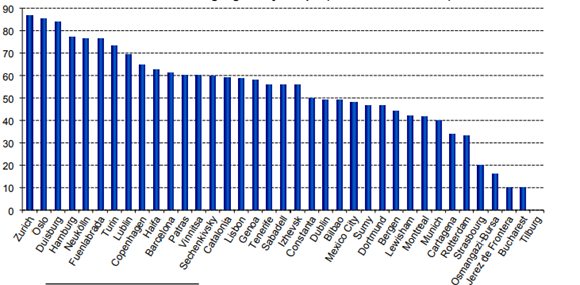 90
80
70
60
50
40
30
20
10
0
Zurich
Oslo
Duisburg
Hamburg
Neukölln
Fuenlabrada
Turin
Lublin
Copenhagen
Haifa
Barcelona
Patras
Vinnitsa
Sechenkivsky
Catalonia
Lisbon
Genoa
Tenerife
Sabadell
Izhevsk
Constanta
Dublin
Bilbao
Mexico City
Sumy
Dortmund
Bergen
Lewisham
Montreal
Munich
Cartagena
Rotterdam
Strasbourg
Osmangazi-Bursa
Jerez de Frontera
Bucharest
Tilburg